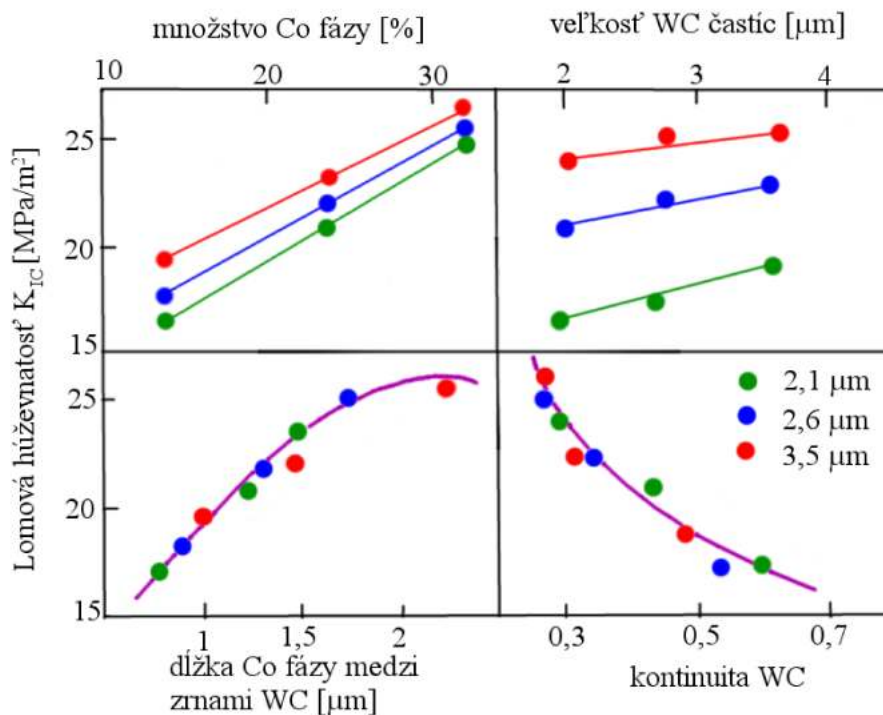 množstvo Co fázy [%]
veľkosť WC častíc [µm]
10 20 30
2 3 4
Lomová húževnatosť K_IC [MPa/m²]
25
20
15
25
20
15
2,1 µm
2,6 µm
3,5 µm
1 1,5 2
0,3 0,5 0,7
dĺžka Co fázy medzi
zrnami WC [µm]
kontinuita WC